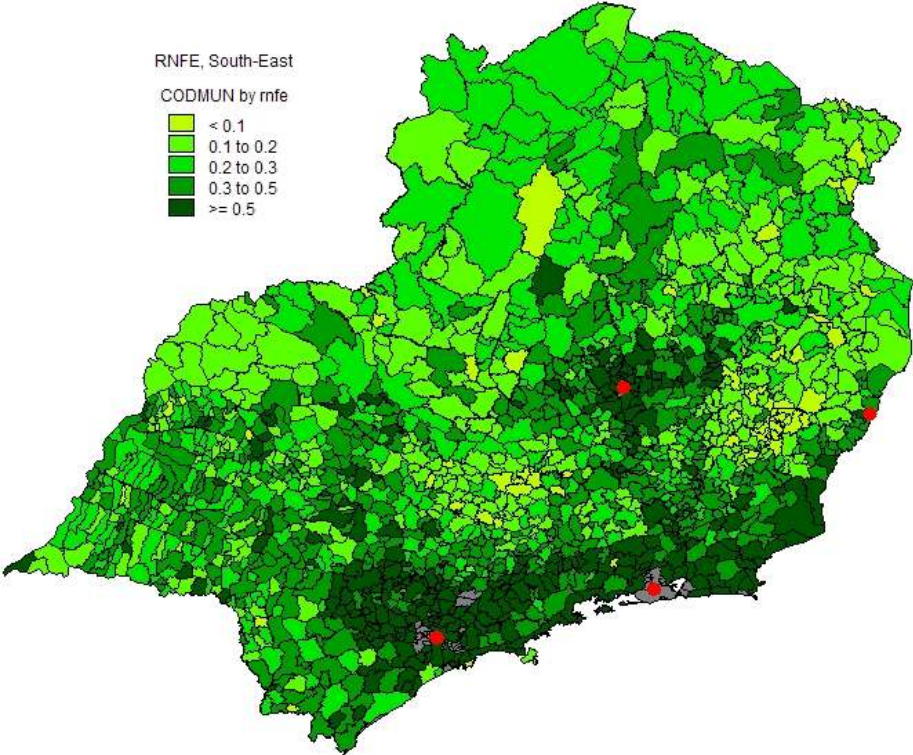 RNFE, South-East
CODMUN by rnfe
< 0.1
0.1 to 0.2
0.2 to 0.3
0.3 to 0.5
>= 0.5